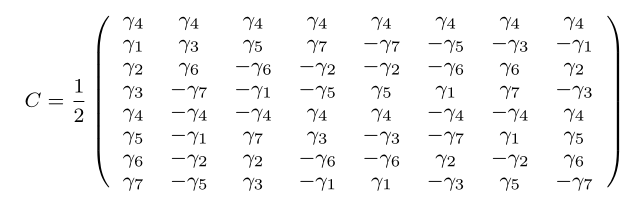 γ4 γ4 γ4 γ4 γ4 γ4 γ4 γ4
γ1 γ3 γ5 γ7 −γ7 −γ5 −γ3 −γ1
γ2 γ6 −γ6 −γ2 −γ2 −γ6 γ6 γ2
γ3 −γ7 −γ1 −γ5 γ5 γ1 γ7 −γ3
C = 1/2
γ4 −γ4 −γ4 γ4 γ4 −γ4 −γ4 γ4
γ5 −γ1 γ7 γ3 −γ3 −γ7 γ1 γ5
γ6 −γ2 γ2 −γ6 −γ6 γ2 −γ2 γ6
γ7 −γ5 γ3 −γ1 γ1 −γ3 γ5 −γ7